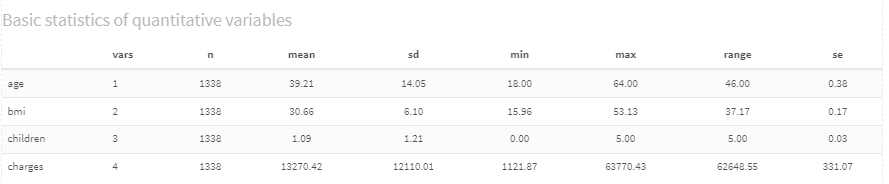 Basic statistics of quantitative variables
vars n mean sd min max range se
age 1 1338 39.21 14.05 18.00 64.00 46.00 0.38
bmi 2 1338 30.66 6.10 15.96 53.13 37.17 0.17
children 3 1338 1.09 1.21 0.00 5.00 5.00 0.03
charges 4 1338 13270.42 12110.01 1121.87 63770.43 62648.55 331.07